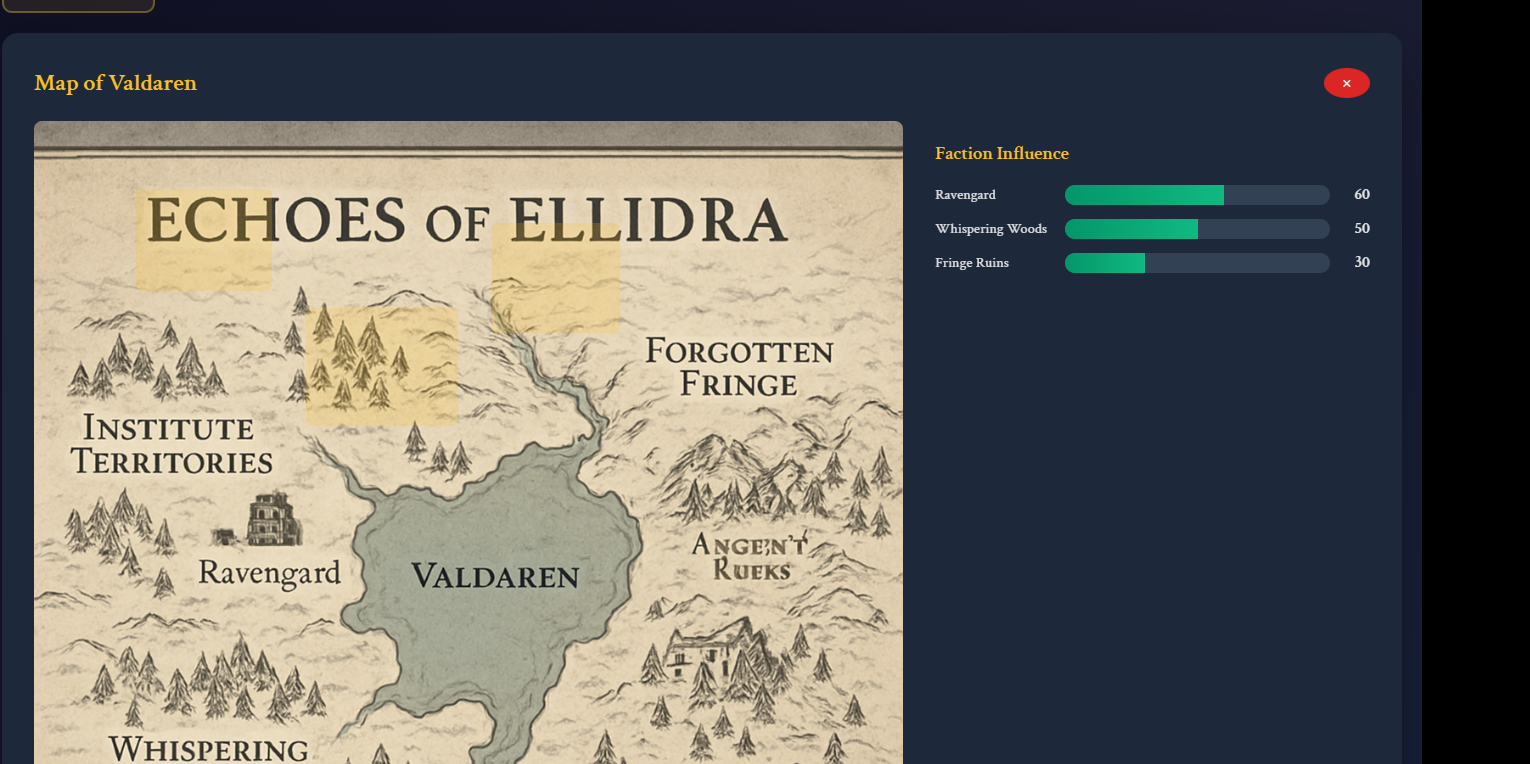 Map of Valdaren
×
ECHOES OF ELLIDRA
FORGOTTEN
FRINGE
INSTITUTE
TERRITORIES
Ravengard
VALDAREN
ANGE;N'T
RUEKS
WHISPERING
Faction Influence
Ravengard 60
Whispering Woods 50
Fringe Ruins 30